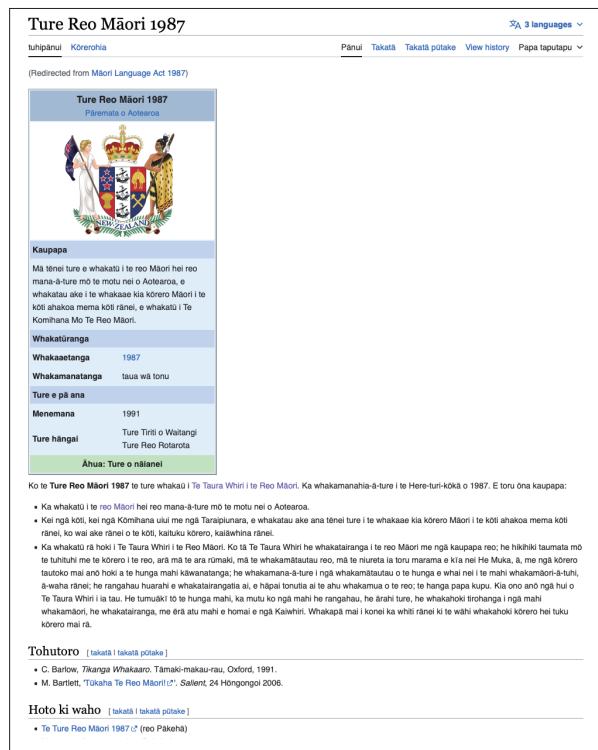 Ture Reo Māori 1987
3 languages
tuhipānui Kōrerohia Pānui Takatā Takatā pūtake View history Papa taputapu
(Redirected from Māori Language Act 1987)
Ture Reo Māori 1987
Pāremata o Aotearoa
NEW ZEALAND
Kaupapa
Mā tēnei ture e whakatū i te reo Māori hei reo
mana-ā-ture mō te motu nei o Aotearoa, e
whakatau ake i te whakaae kia kōrero Māori i te
kōti ahakoa mema kōti rānei, e whakatū i Te
Komihana Mo Te Reo Māori.
Whakatūranga
Whakaaetanga 1987
Whakamanatanga taua wā tonu
Ture e pā ana
Menemana 1991
Ture hāngai Ture Tiriti o Waitangi
Ture Reo Rotarota
Āhua: Ture o nāianei
Ko te Ture Reo Māori 1987 te ture whakaū i Te Taura Whiri i te Reo Māori. Ka whakamanahia-ā-ture i te Here-turi-kōkā o 1987. E toru ōna kaupapa:
Ka whakatū i te reo Māori hei reo mana-ā-ture mō te motu nei o Aotearoa.
Kei ngā kōti, kei ngā Kōmihana uiui me ngā Taraipiunara, e whakatau ake ana tēnei ture i te whakaaetia kia kōrero Māori i te kōti ahakoa mema kōti
rānei, ko wai ake rānei o te kōti, kaituku kōrero, kaiāwhina rānei.
Ka whakatū rā hoki i Te Taura Whiri i te Reo Māori. Ko tā Te Taura Whiri he whakatairanga i te reo Māori me ngā kaupapa reo; he hikihiki taumata mō
te tuhituhi me te kōrero i te reo, arā mā te ara rūmaki, mā te whakamātautau reo, mā te niureta ia toru marama e kīa nei He Muka, ā, me ngā kōrero
tautoko mai anō hoki a te hunga mahi kāwanatanga; he whakamana-ā-ture i ngā whakamātautau o te hunga e whai nei i te mahi whakamāori-ā-tuhi,
ā-waha rānei; he rangahau huarahi e whakatairangatia ai, e hāpai tonutia ai te ahu whakamua o te reo; te hanga papa kupu. Kia ono anō ngā hui o
Te Taura Whiri i ia tau. He tumuākī tō te hunga mahi, ka mutu ko ngā mahi he rangahau, he ārahi ture, he whakahoki tirohanga i ngā mahi
whakamāori, he whakatairanga, me ērā atu mahi e homai e ngā Kaiwhiri. Whakapā mai i konei ka whiti rānei ki te wāhi whakahoki kōrero hei tuku
kōrero mai rā.
Tohutoro [ takatā | takatā pūtake ]
C. Barlow, Tikanga Whakaaro. Tāmaki-makau-rau, Oxford, 1991.
M. Bartlett, 'Tūkaha Te Reo Māori!'. Salient, 24 Hōngongoi 2006.
Hoto ki waho [ takatā | takatā pūtake ]
Te Ture Reo Māori 1987 (reo Pākehā)